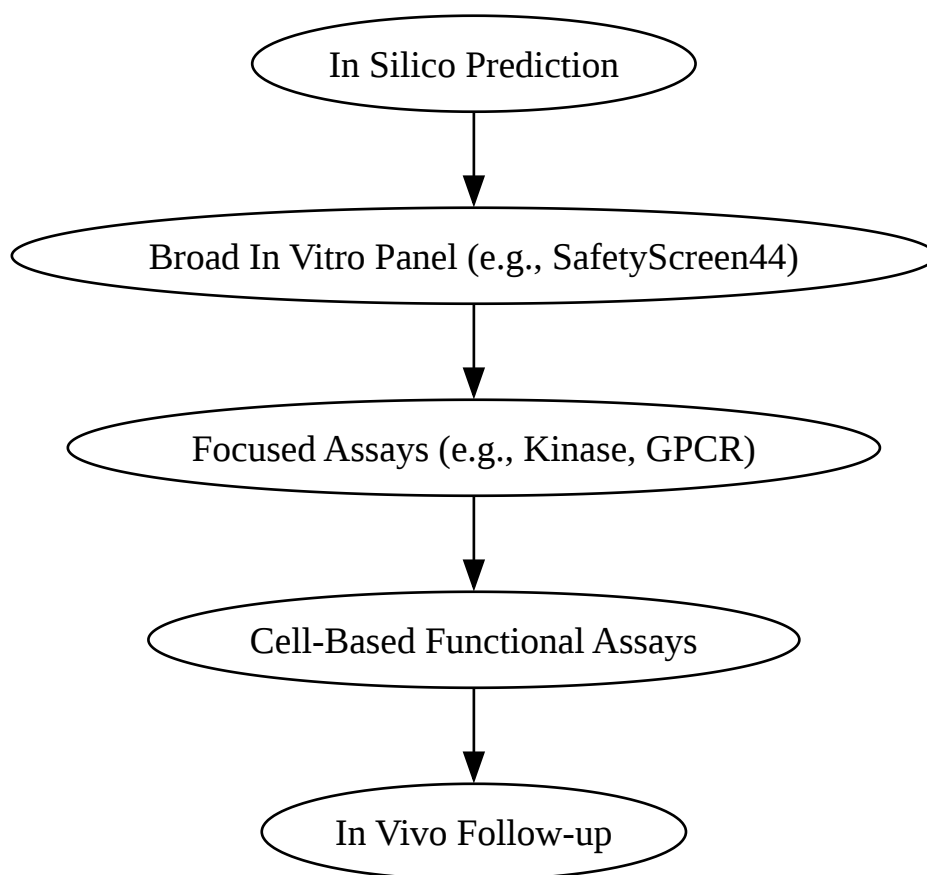 In Silico Prediction
Broad In Vitro Panel (e.g., SafetyScreen44)
Focused Assays (e.g., Kinase, GPCR)
Cell-Based Functional Assays
In Vivo Follow-up